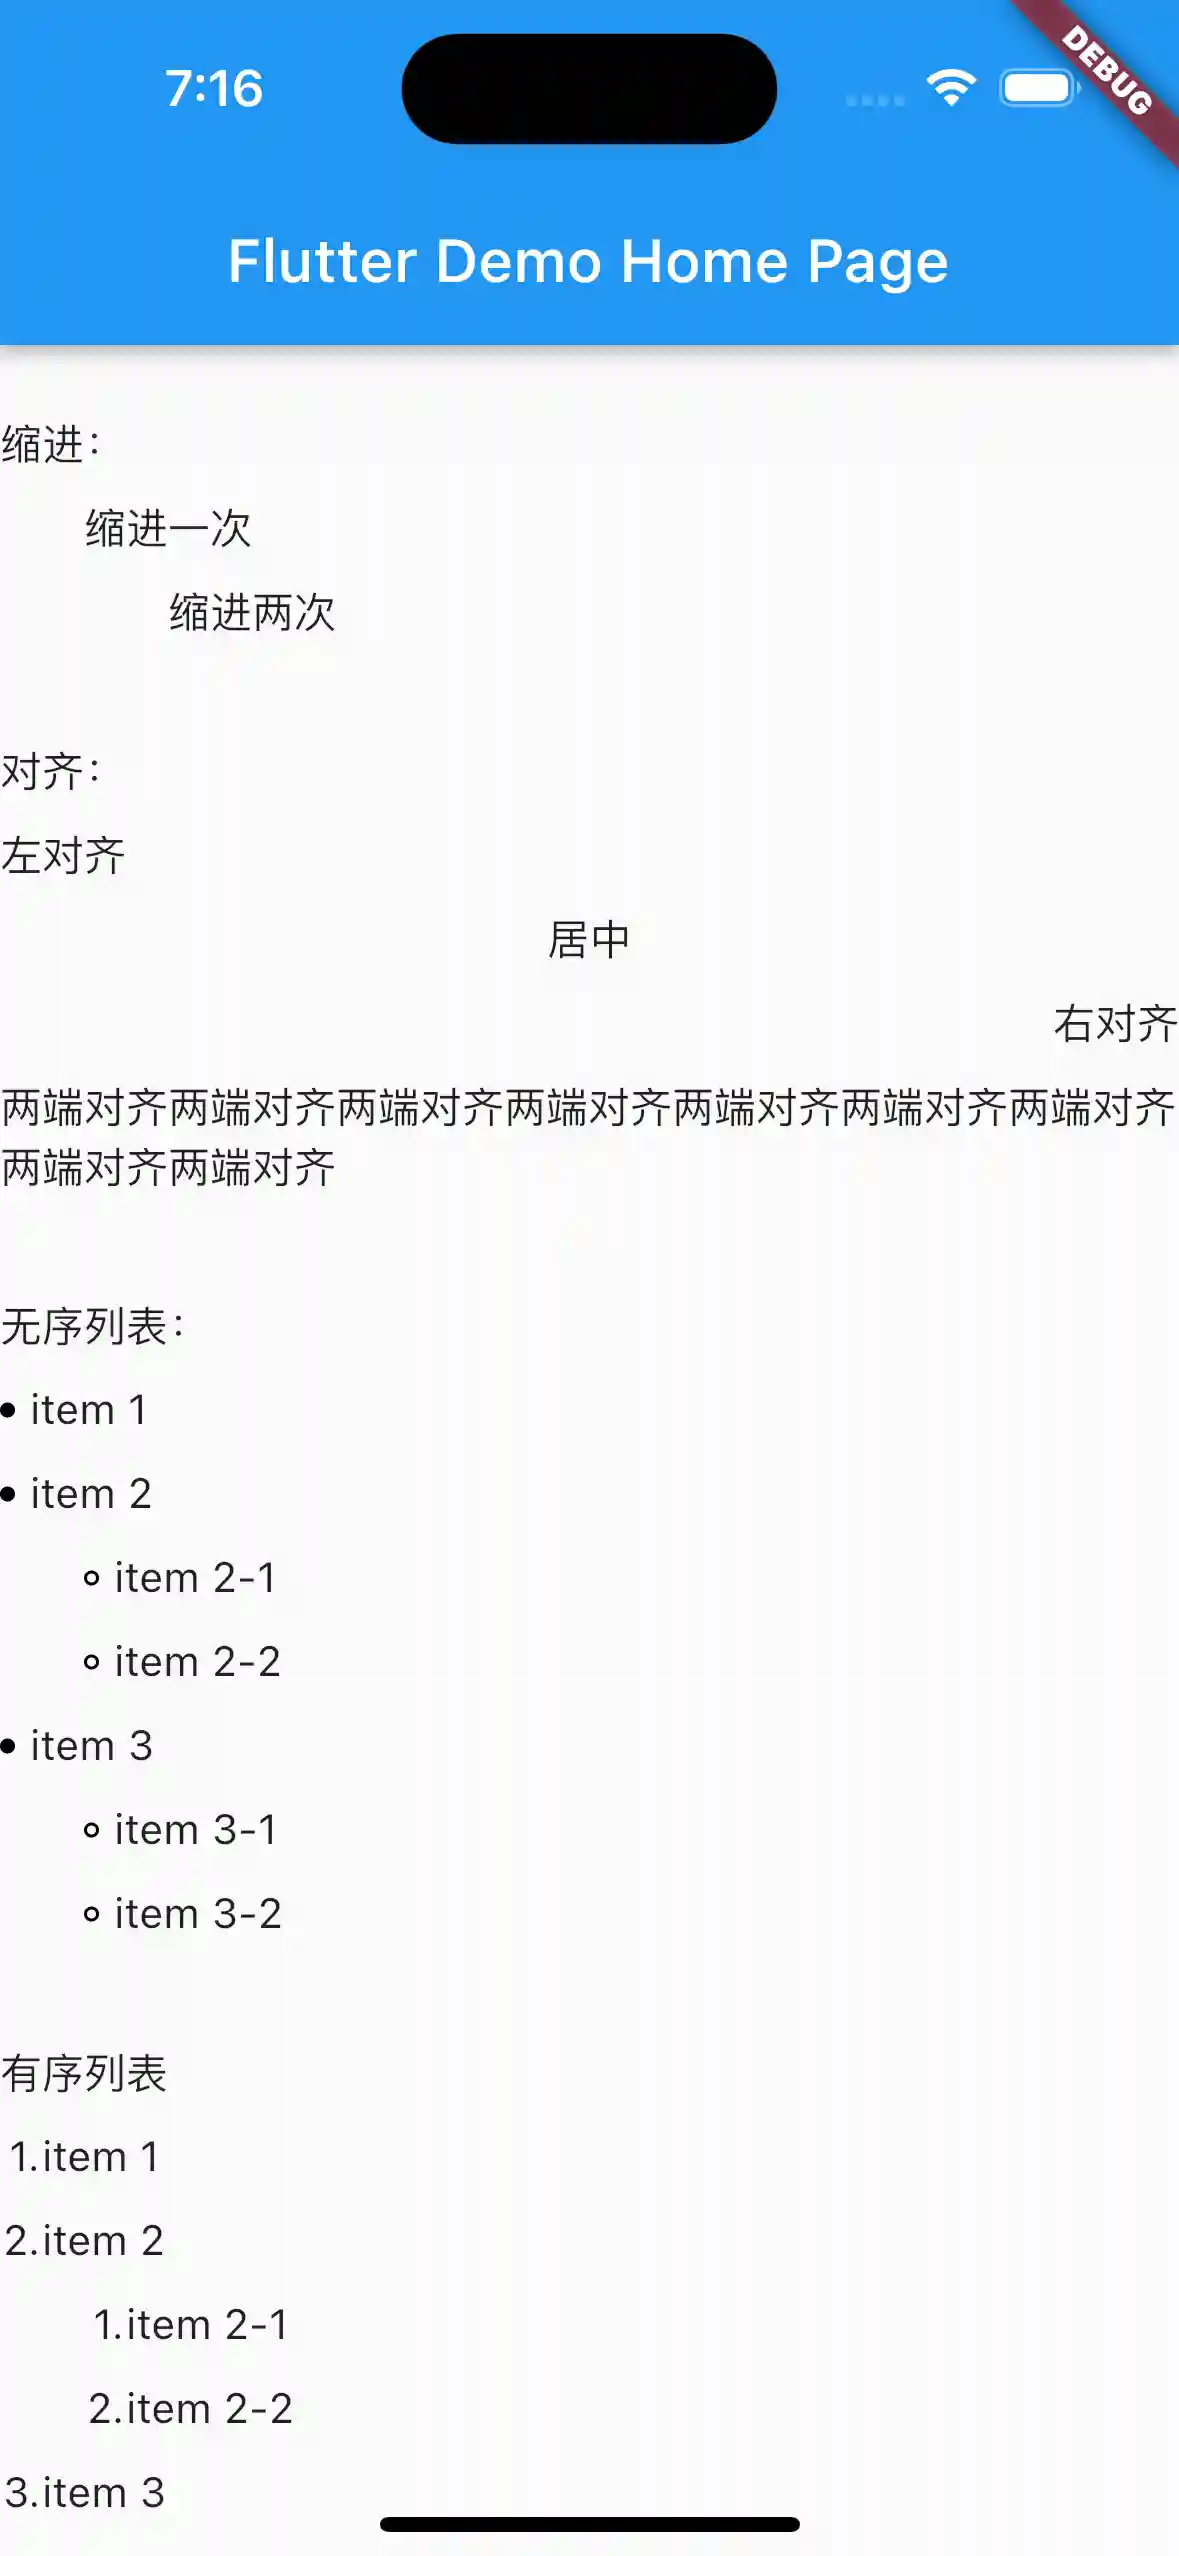 7:16
DEBUG
Flutter Demo Home Page
缩进：
缩进一次
缩进两次
对齐：
左对齐
居中
右对齐
两端对齐两端对齐两端对齐两端对齐两端对齐两端对齐两端对齐
两端对齐两端对齐
无序列表：
• item 1
• item 2
◦ item 2-1
◦ item 2-2
• item 3
◦ item 3-1
◦ item 3-2
有序列表
1.item 1
2.item 2
1.item 2-1
2.item 2-2
3.item 3